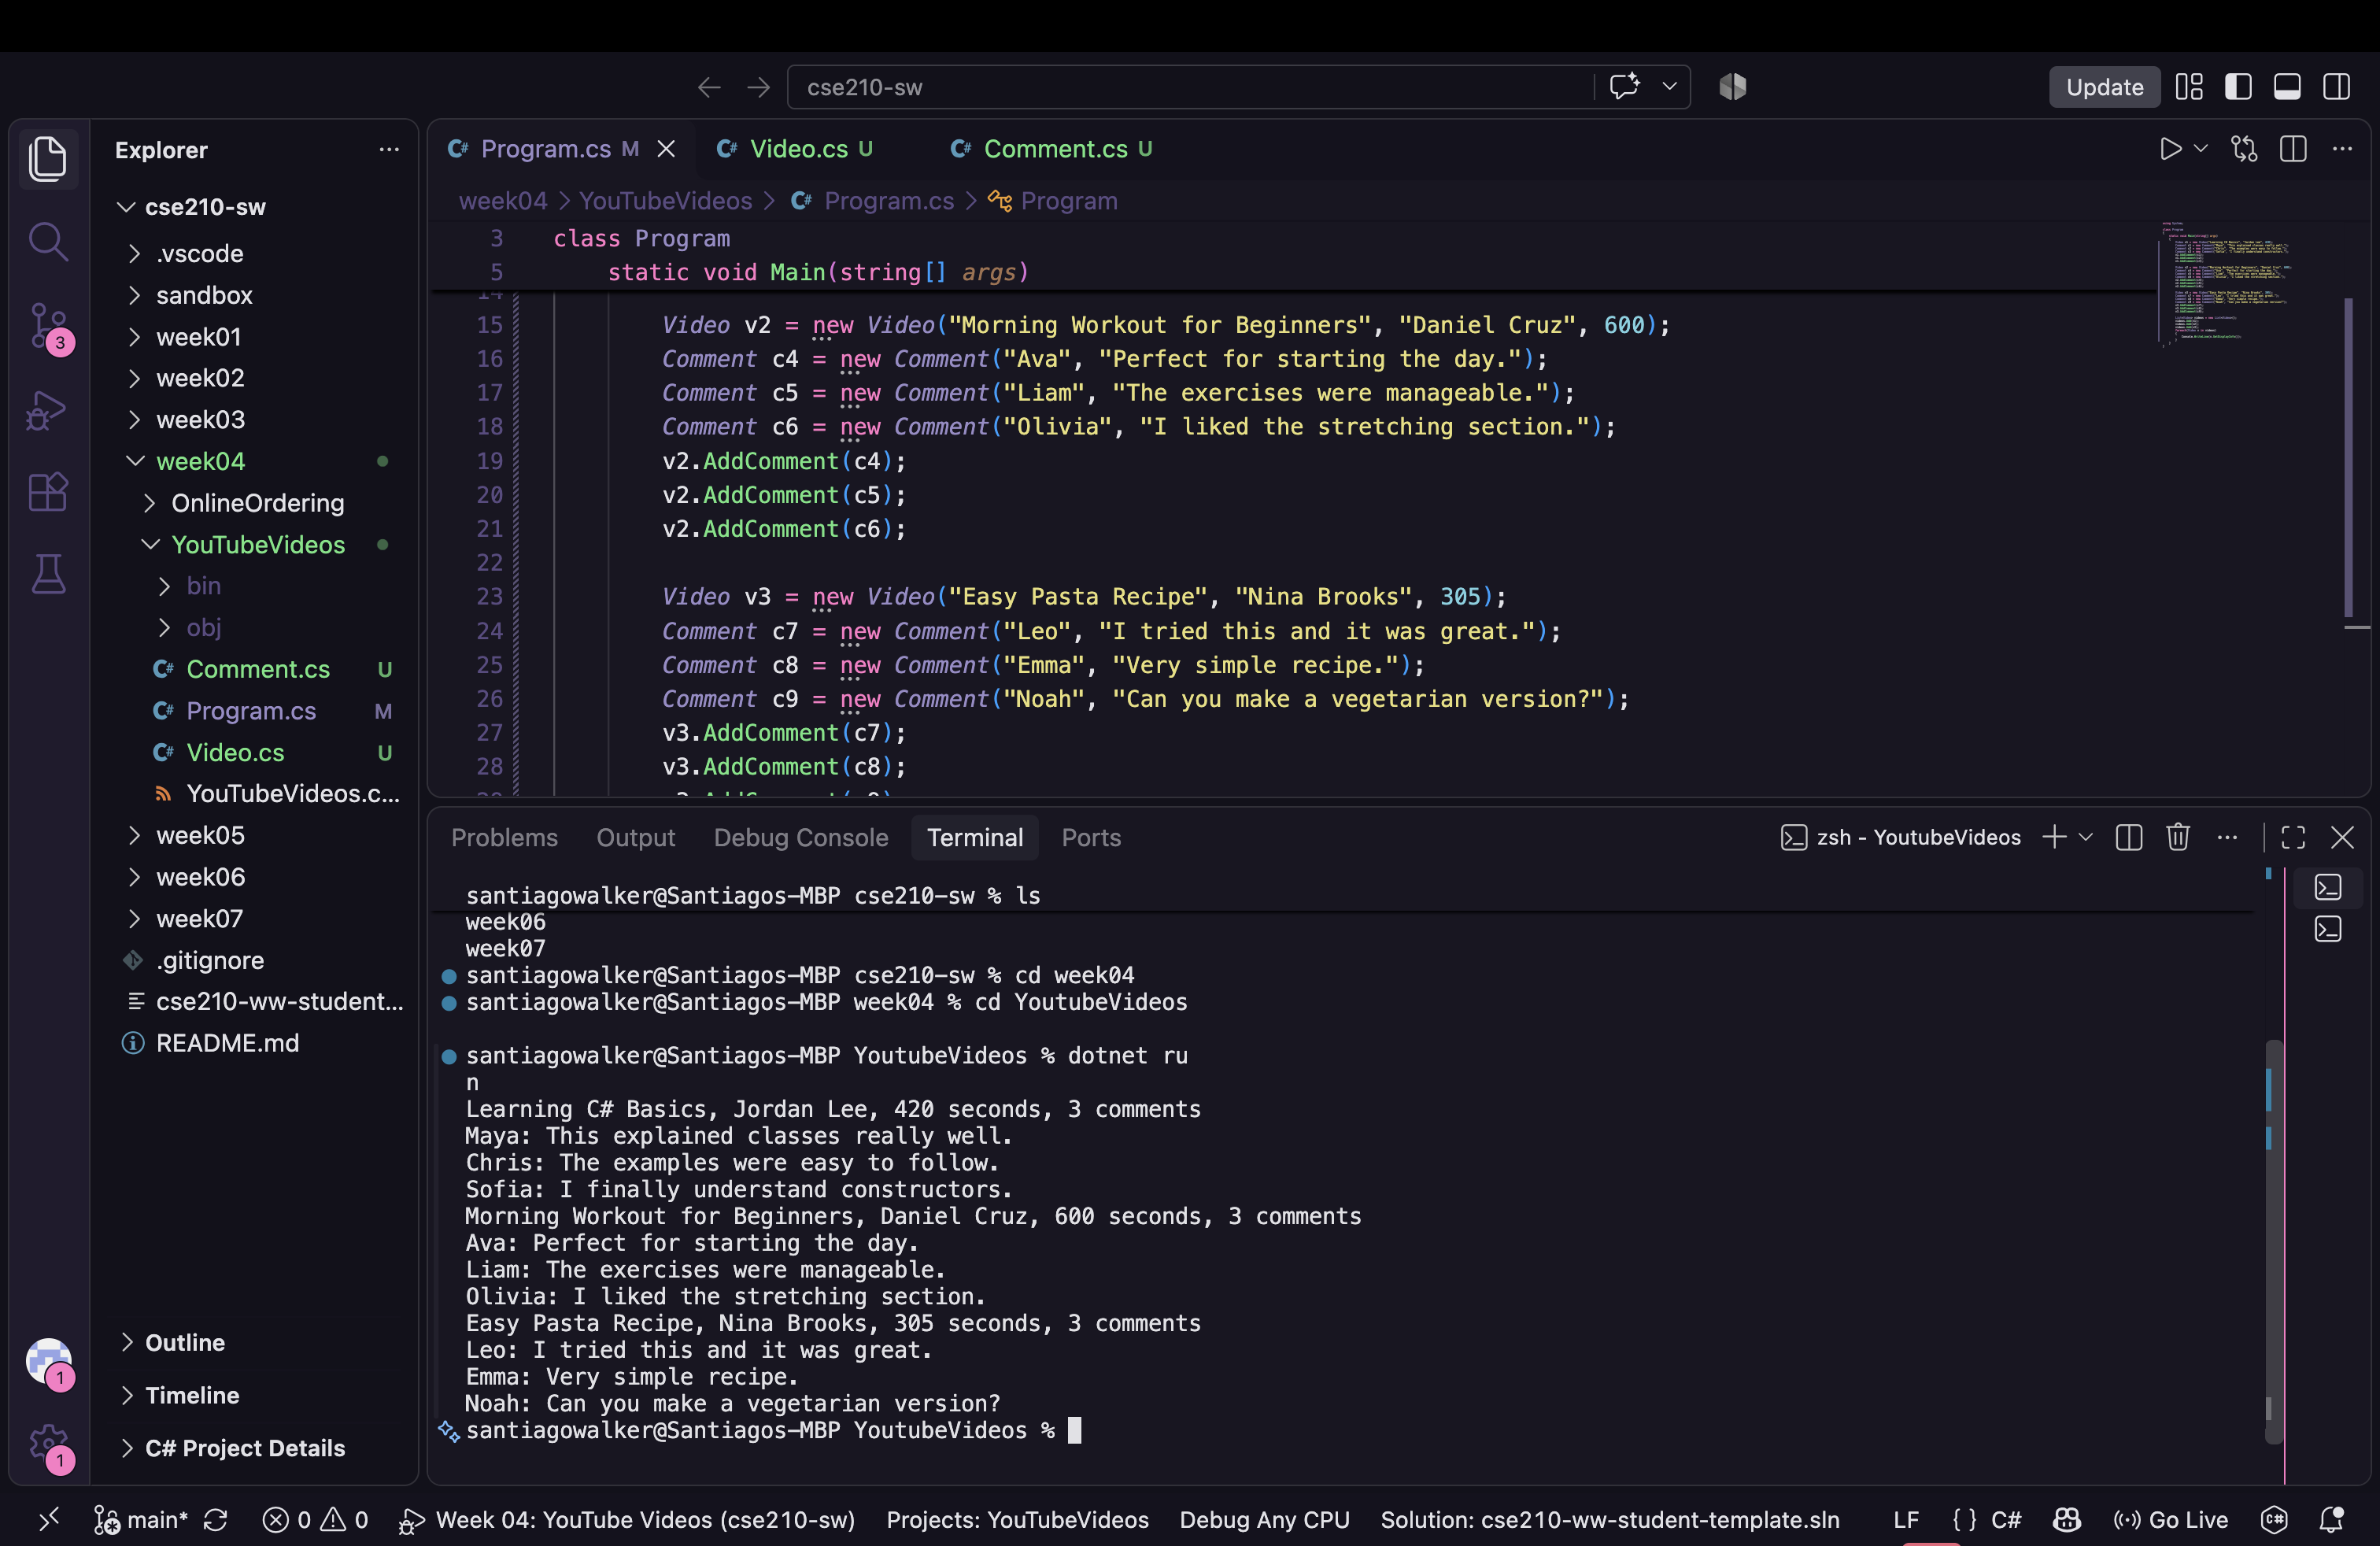 cse210-sw
Update
Explorer
cse210-sw
.vscode
sandbox
week01
3
week02
week03
week04
OnlineOrdering
YouTubeVideos
bin
obj
Comment.cs U
Program.cs M
Video.cs U
YouTubeVideos.c...
week05
week06
week07
.gitignore
cse210-ww-student...
README.md
Outline
1
Timeline
C# Project Details
1
Program.cs M
Video.cs U
Comment.cs U
week04 > YouTubeVideos > Program.cs > Program
3 class Program
5 static void Main(string[] args)
14
15 Video v2 = new Video("Morning Workout for Beginners", "Daniel Cruz", 600);
16 Comment c4 = new Comment("Ava", "Perfect for starting the day.");
17 Comment c5 = new Comment("Liam", "The exercises were manageable.");
18 Comment c6 = new Comment("Olivia", "I liked the stretching section.");
19 v2.AddComment(c4);
20 v2.AddComment(c5);
21 v2.AddComment(c6);
22
23 Video v3 = new Video("Easy Pasta Recipe", "Nina Brooks", 305);
24 Comment c7 = new Comment("Leo", "I tried this and it was great.");
25 Comment c8 = new Comment("Emma", "Very simple recipe.");
26 Comment c9 = new Comment("Noah", "Can you make a vegetarian version?");
27 v3.AddComment(c7);
28 v3.AddComment(c8);
Problems Output Debug Console Terminal Ports
zsh - YoutubeVideos
santiagowalker@Santiagos-MBP cse210-sw % ls
week06
week07
santiagowalker@Santiagos-MBP cse210-sw % cd week04
santiagowalker@Santiagos-MBP week04 % cd YoutubeVideos
santiagowalker@Santiagos-MBP YoutubeVideos % dotnet ru
n
Learning C# Basics, Jordan Lee, 420 seconds, 3 comments
Maya: This explained classes really well.
Chris: The examples were easy to follow.
Sofia: I finally understand constructors.
Morning Workout for Beginners, Daniel Cruz, 600 seconds, 3 comments
Ava: Perfect for starting the day.
Liam: The exercises were manageable.
Olivia: I liked the stretching section.
Easy Pasta Recipe, Nina Brooks, 305 seconds, 3 comments
Leo: I tried this and it was great.
Emma: Very simple recipe.
Noah: Can you make a vegetarian version?
santiagowalker@Santiagos-MBP YoutubeVideos %
main* 0 0 Week 04: YouTube Videos (cse210-sw) Projects: YouTubeVideos Debug Any CPU Solution: cse210-ww-student-template.sln LF {} C# Go Live